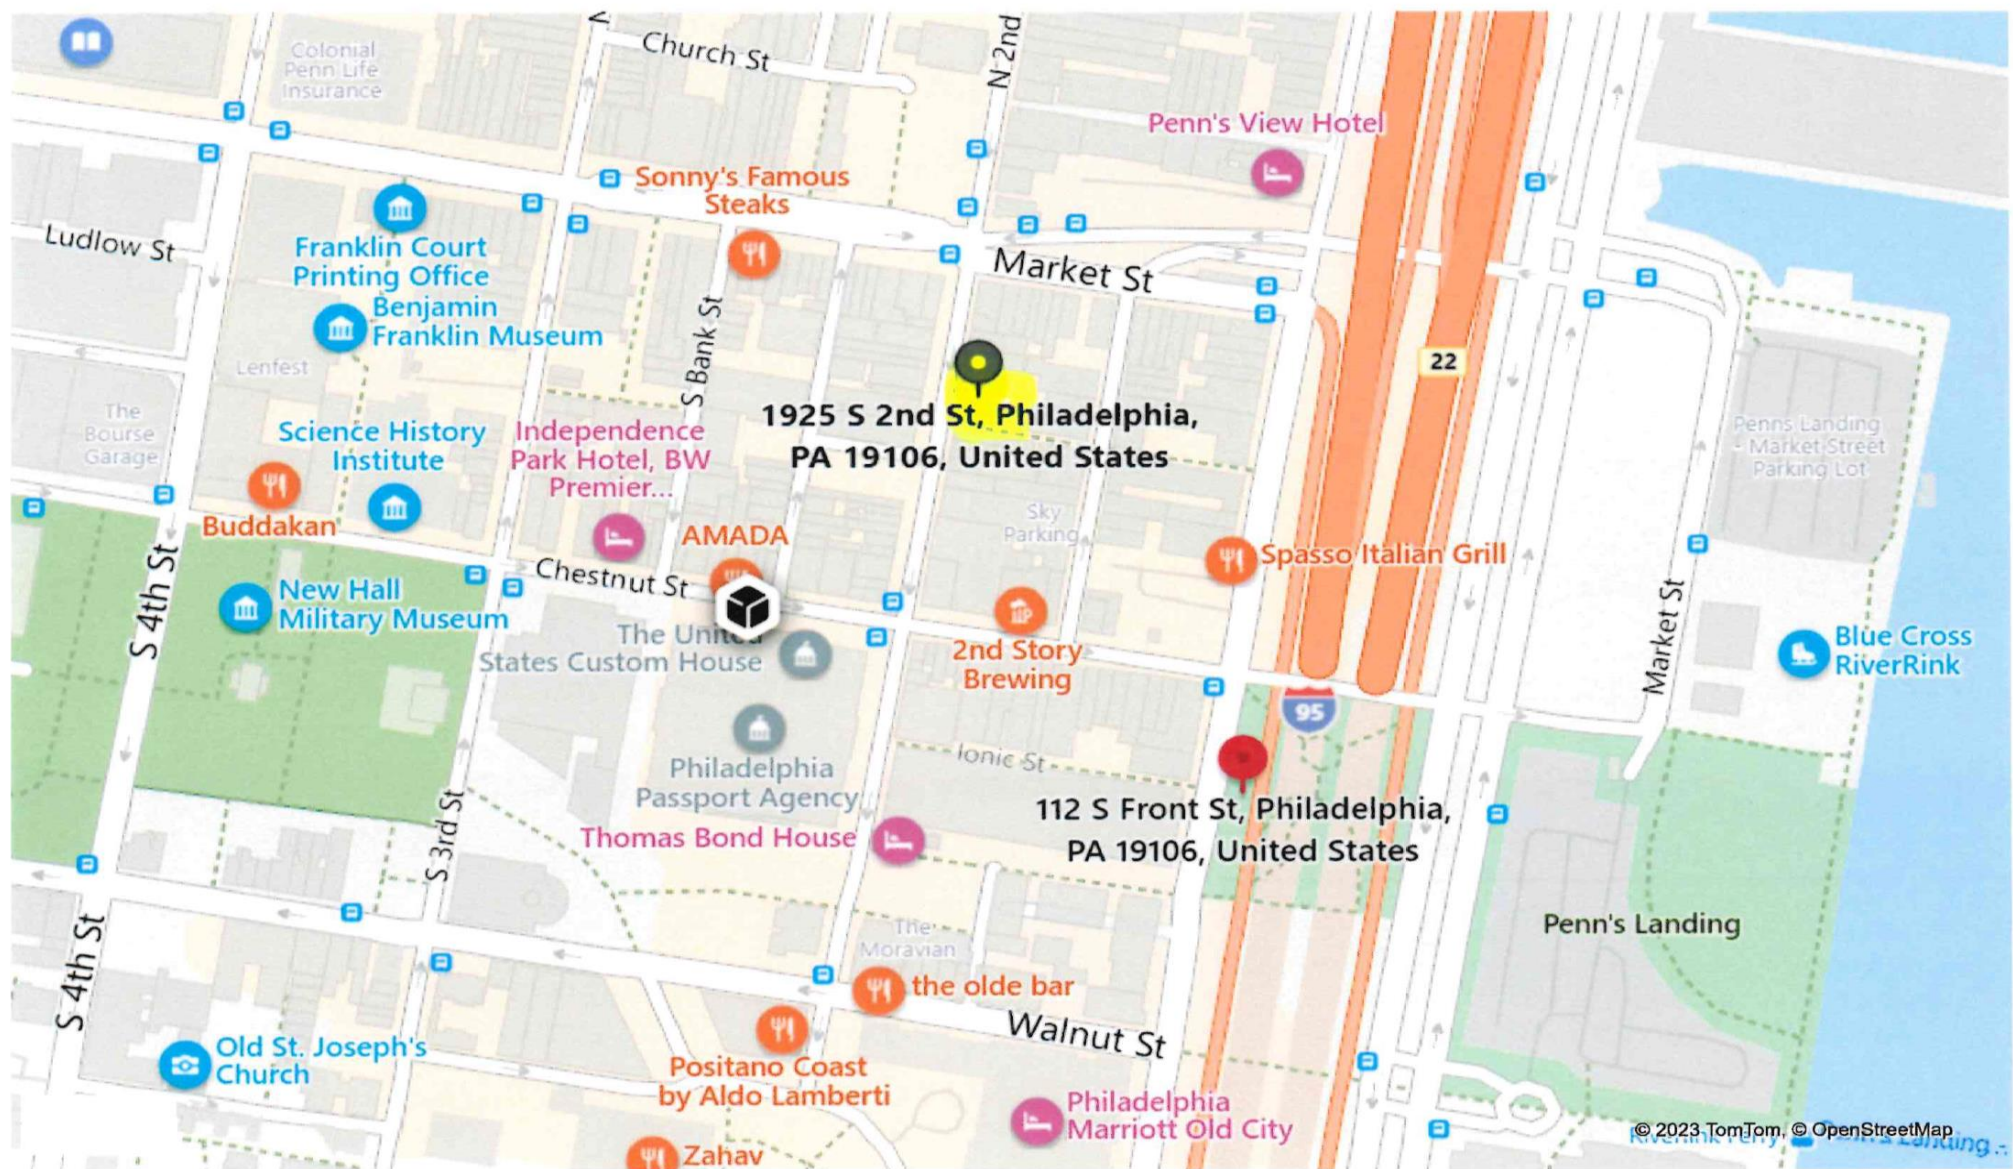 Church St
N 2nd
Colonial
Penn Life
Insurance
Penn's View Hotel
Sonny's Famous
Steaks
Ludlow St
Franklin Court
Printing Office
Market St
Benjamin
Franklin Museum
S Bank St
Lenfest
22
1925 S 2nd St, Philadelphia,
PA 19106, United States
The
Bourse
Garage
Science History
Institute
Independence
Park Hotel, BW
Premier...
Penns Landing
- Market Street
Parking Lot
Buddakan
AMADA
Sky
Parking
Spasso Italian Grill
S 4th St
New Hall
Military Museum
Chestnut St
The United
States Custom House
2nd Story
Brewing
Market St
Blue Cross
RiverRink
95
Ionic St
Philadelphia
Passport Agency
112 S Front St, Philadelphia,
PA 19106, United States
Thomas Bond House
S 3rd St
The
Moravian
Penn's Landing
S 4th St
the olde bar
Walnut St
Old St. Joseph's
Church
Positano Coast
by Aldo Lamberti
Philadelphia
Marriott Old City
Zahav
© 2023 TomTom, © OpenStreetMap